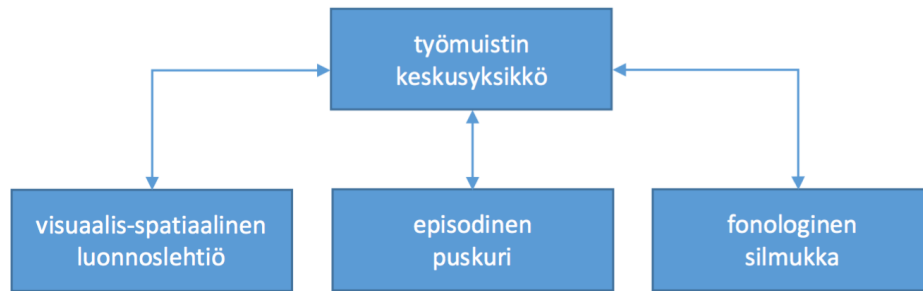 työmuistin
keskusyksikkö
visuaalis-spatiaalinen
luonnoslehtiö
episodinen
puskuri
fonologinen
silmukka